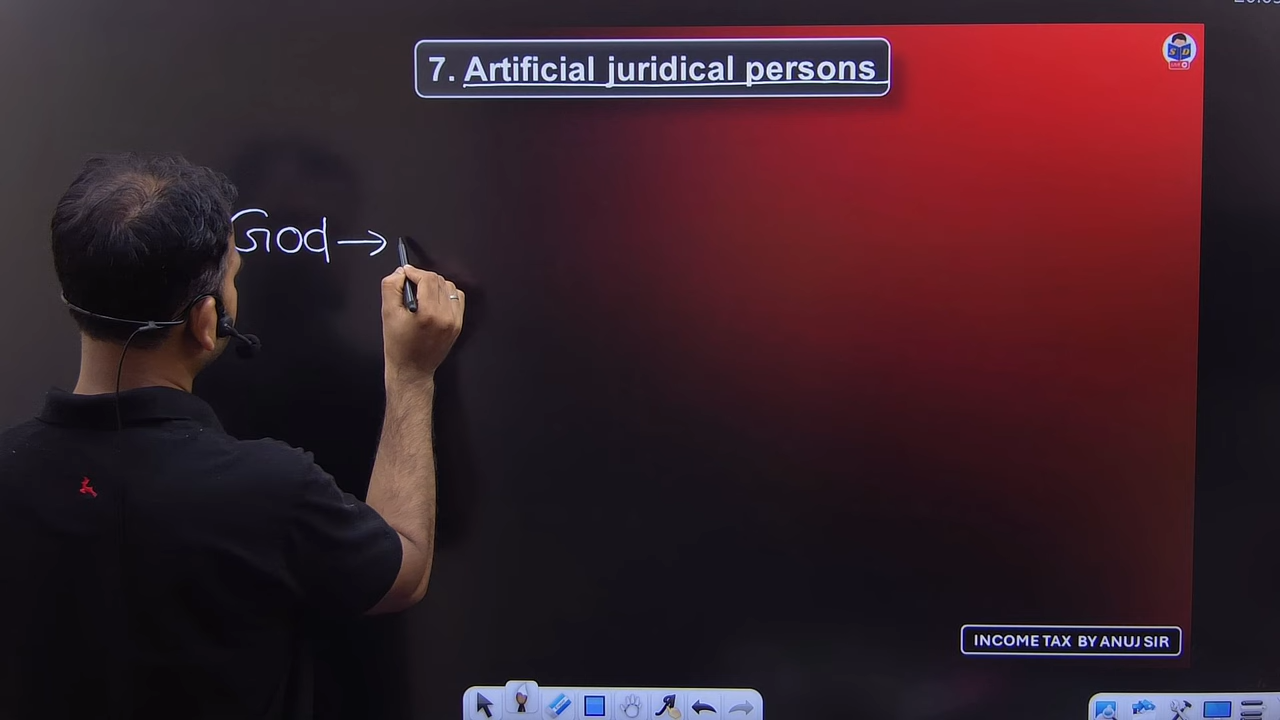 7. Artificial juridical persons
God →
INCOME TAX BY ANUJ SIR